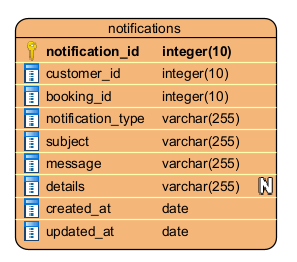 notifications
notification_id integer(10)
customer_id integer(10)
booking_id integer(10)
notification_type varchar(255)
subject varchar(255)
message varchar(255)
details varchar(255) N
created_at date
updated_at date